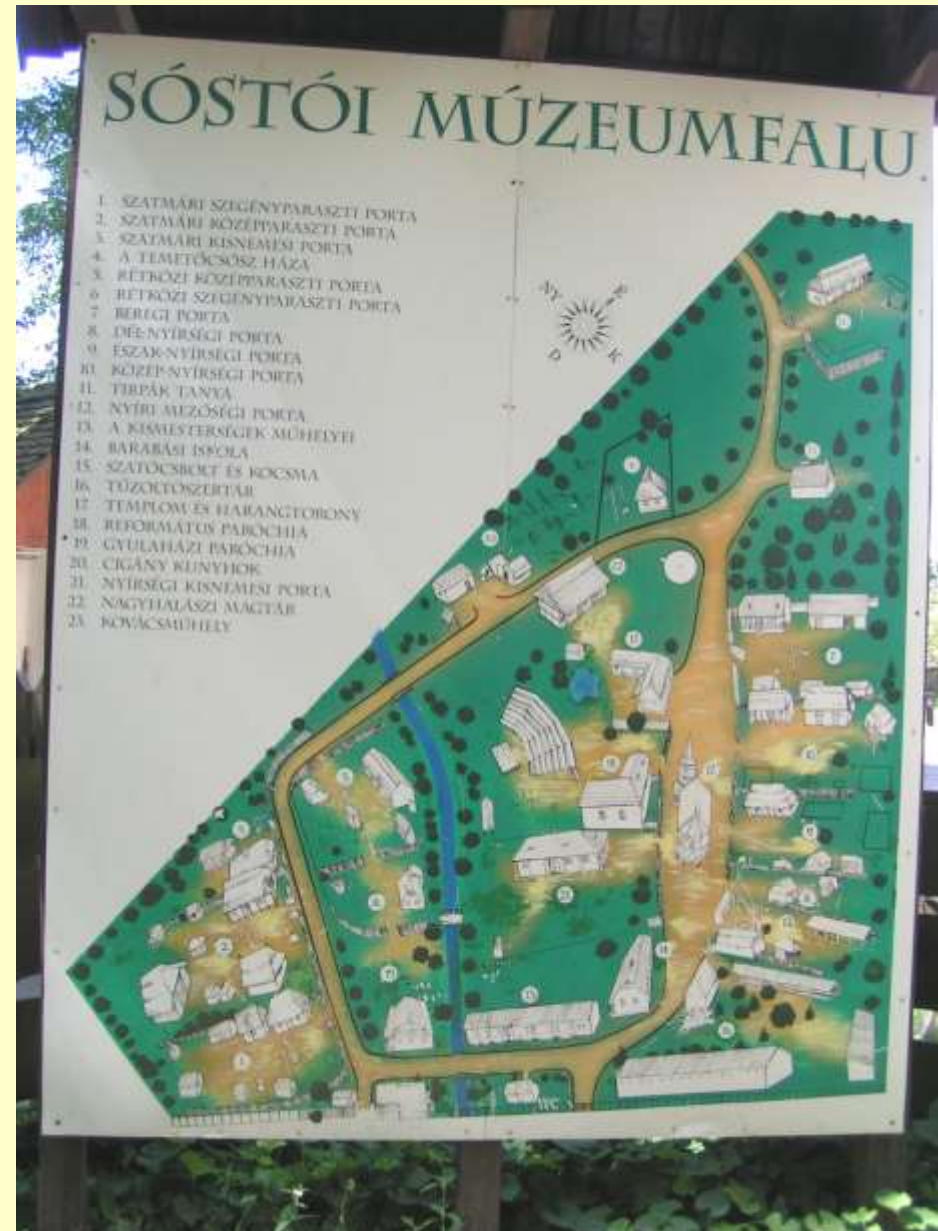 SÓSTÓI MÚZEUMFALU
1. SZATMÁRI SZEGÉNYPARASZTI PORTA
2. SZATMÁRI KÖZÉPPARASZTI PORTA
3. SZATMÁRI KISNEMESI PORTA
4. A TEMETŐCSŐSZ HÁZA
5. RÉTKÖZI KÖZÉPPARASZTI PORTA
6. RÉTKÖZI SZEGÉNYPARASZTI PORTA
7. BEREGI PORTA
8. DÉL-NYÍRSÉGI PORTA
9. ÉSZAK-NYÍRSÉGI PORTA
10. KÖZÉP-NYÍRSÉGI PORTA
11. TIRPÁK TANYA
12. NYÍRI MEZŐSÉGI PORTA
13. A KISMESTERSÉGEK MŰHELYEI
14. BARABÁSI ISKOLA
15. SZATÓCSBOLT ÉS KOCSMA
16. TŰZOLTÓSZERTÁR
17. TEMPLOM ÉS HARANGTORONY
18. REFORMÁTUS PARÓCHIA
19. GYULAHÁZI PARÓCHIA
20. CIGÁNY KUNYHÓK
21. NYÍRSÉGI KISNEMESI PORTA
22. NAGYHALÁSZI MAGTÁR
23. KOVÁCSMŰHELY
NY
D K
WC